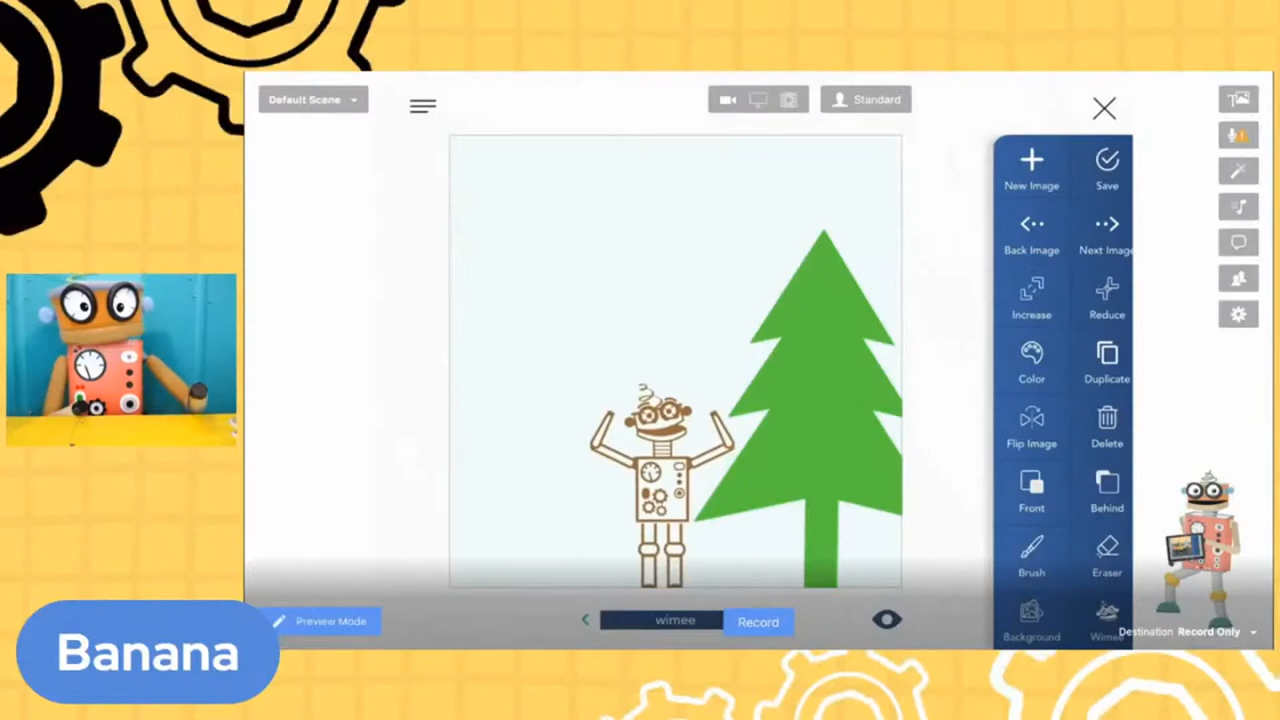 Default Scene
Standard
New Image
Save
Back Image
Next Image
Increase
Reduce
Color
Duplicate
Flip Image
Delete
Front
Behind
Brush
Eraser
Background
Wimee
Preview Mode
wimee
Record
Destination Record Only
Banana